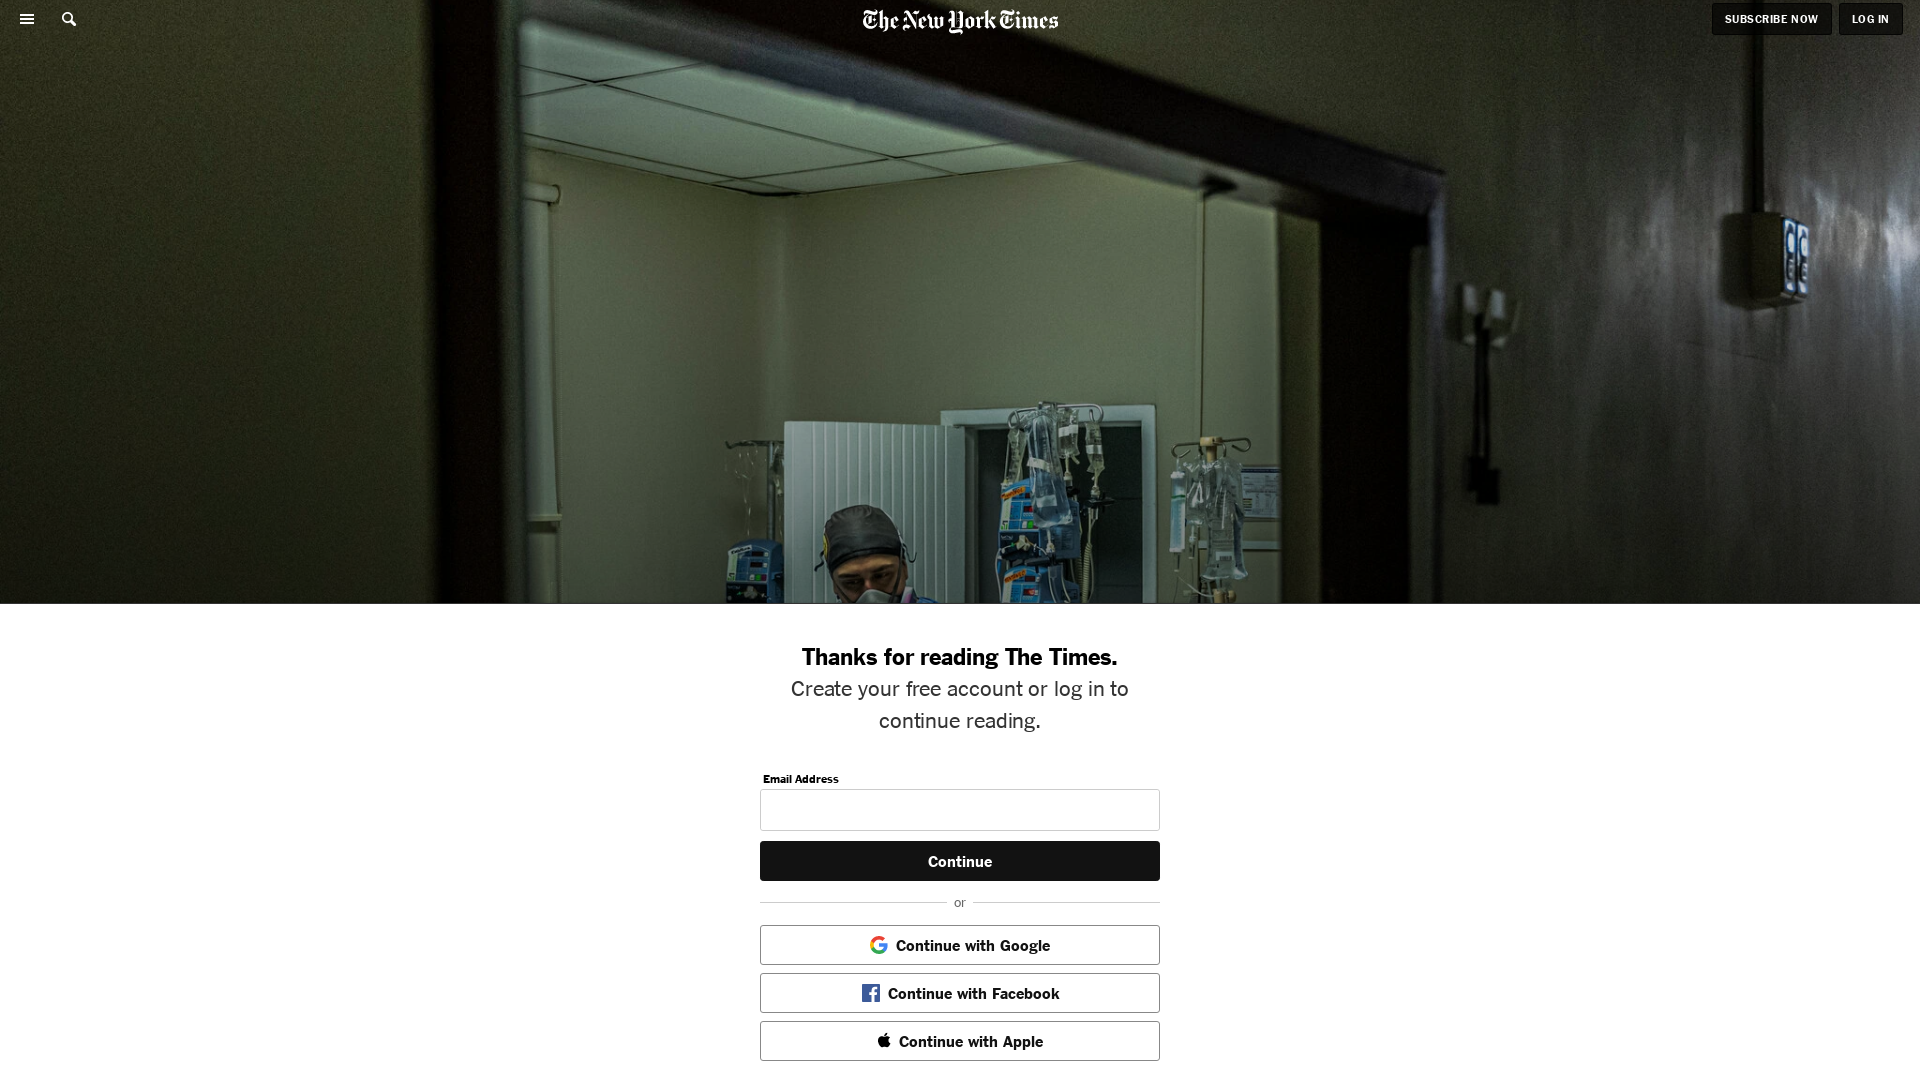 The New York Times
SUBSCRIBE NOW
LOG IN
Thanks for reading The Times.
Create your free account or log in to
continue reading.
Email Address
Continue
or
Continue with Google
Continue with Facebook
Continue with Apple